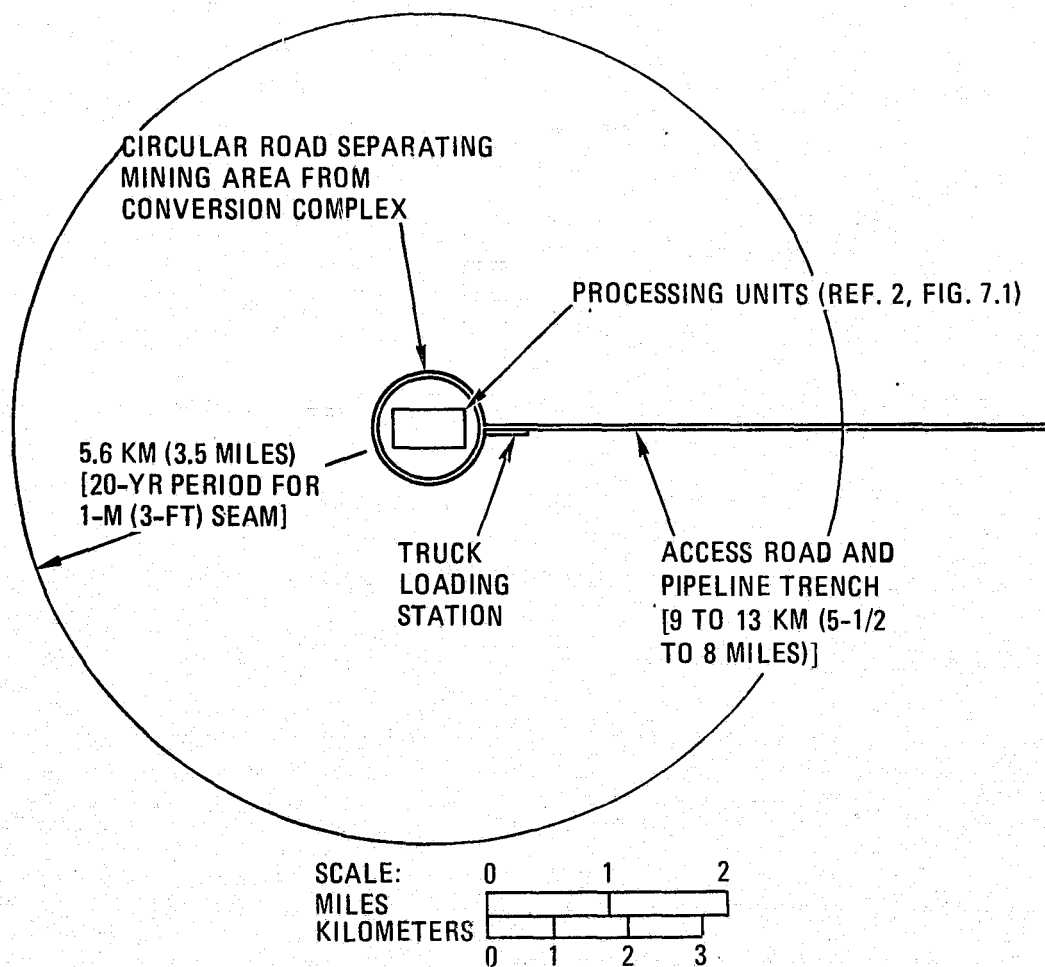 CIRCULAR ROAD SEPARATING
MINING AREA FROM
CONVERSION COMPLEX
PROCESSING UNITS (REF. 2, FIG. 7.1)
5.6 KM (3.5 MILES)
[20-YR PERIOD FOR
1-M (3-FT) SEAM]
TRUCK
LOADING
STATION
ACCESS ROAD AND
PIPELINE TRENCH
[9 TO 13 KM (5-1/2
TO 8 MILES)]
SCALE: 0 1 2
MILES
KILOMETERS
0 1 2 3